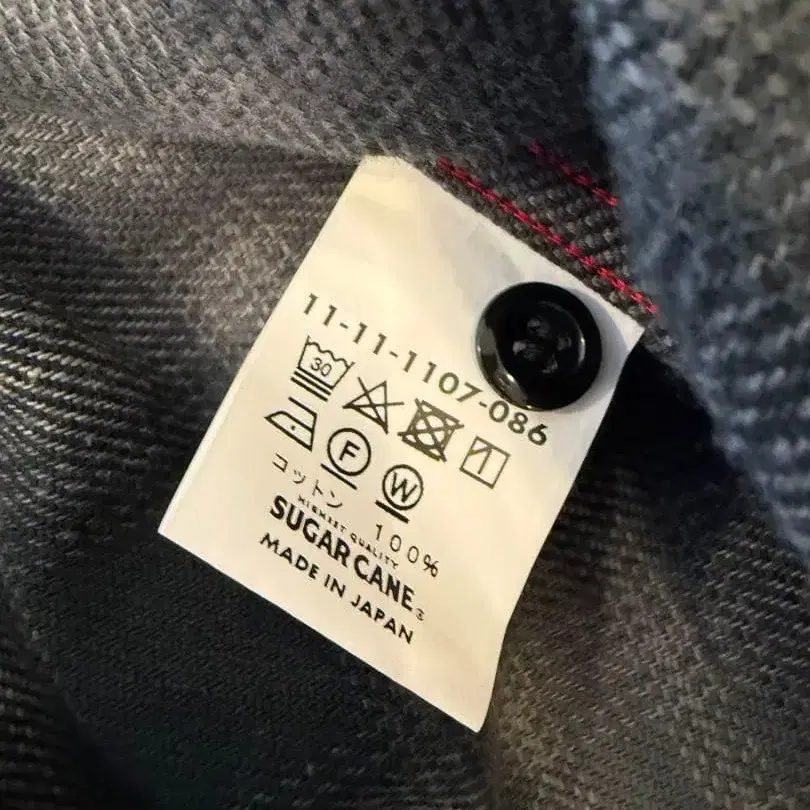 11-11-1107-086
30
F W
コットン 100%
HIGHEST QUALITY
SUGAR CANE®
MADE IN JAPAN